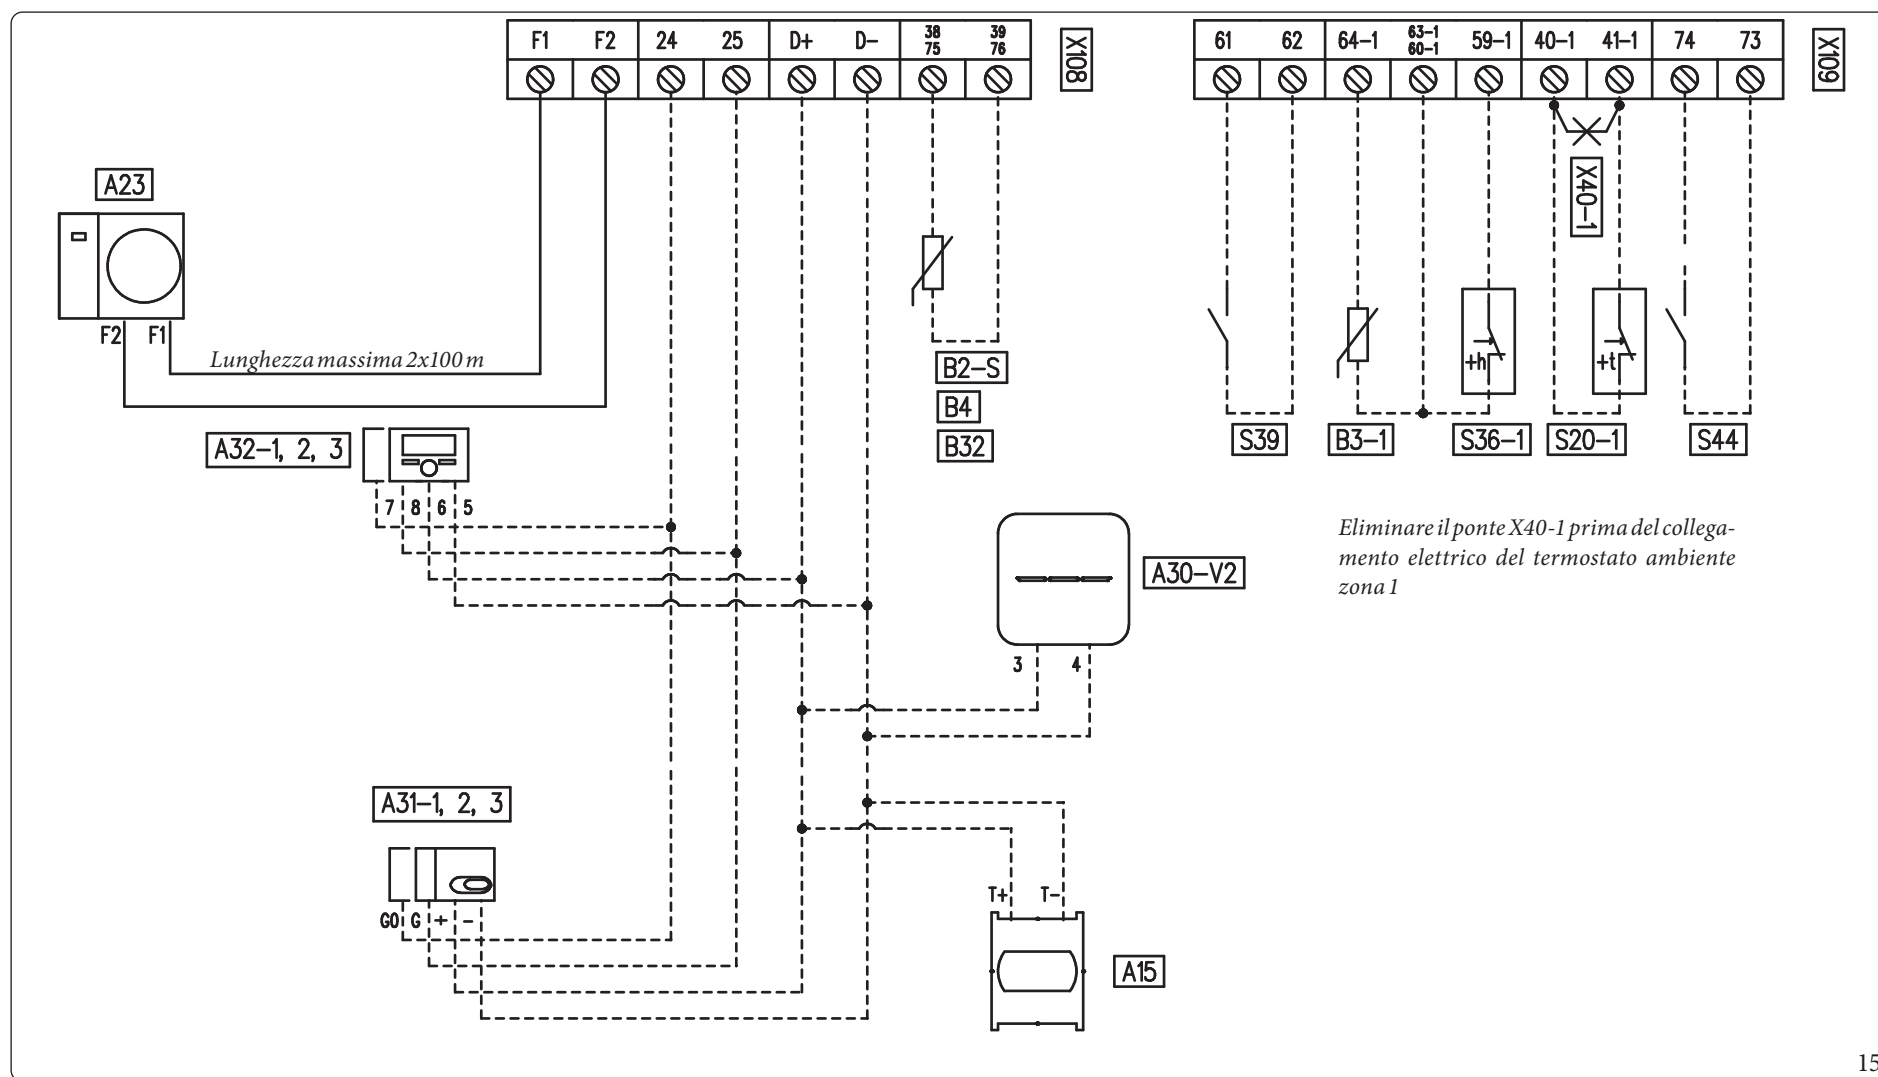 F1 F2 24 25 D+ D- 38 75 39 76
X108
61 62 64-1 63-1 60-1 59-1 40-1 41-1 74 73
X109
X40-1
A23
F2 F1
Lunghezza massima 2x100 m
+h
+t
B2-S
B4
B32
A32-1, 2, 3
7 8 6 5
S39 B3-1 S36-1 S20-1 S44
Eliminare il ponte X40-1 prima del collega-
mento elettrico del termostato ambiente
zona 1
A30-V2
3 4
A31-1, 2, 3
G0 G + -
T+ T-
A15
15